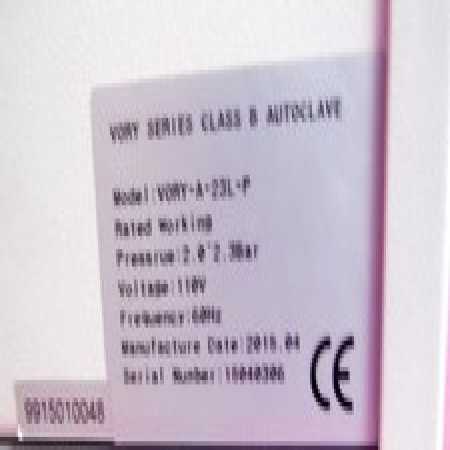 VORY SERIES CLASS B AUTOCLAVE
Model:VORY-A-23L-P
Rated Working
Pressrue:2.0~2.3Bar
Voltage:110V
Frequency:60Hz
Manufacture Date:2015.04
Serial Number:15040306
CE
9915010048